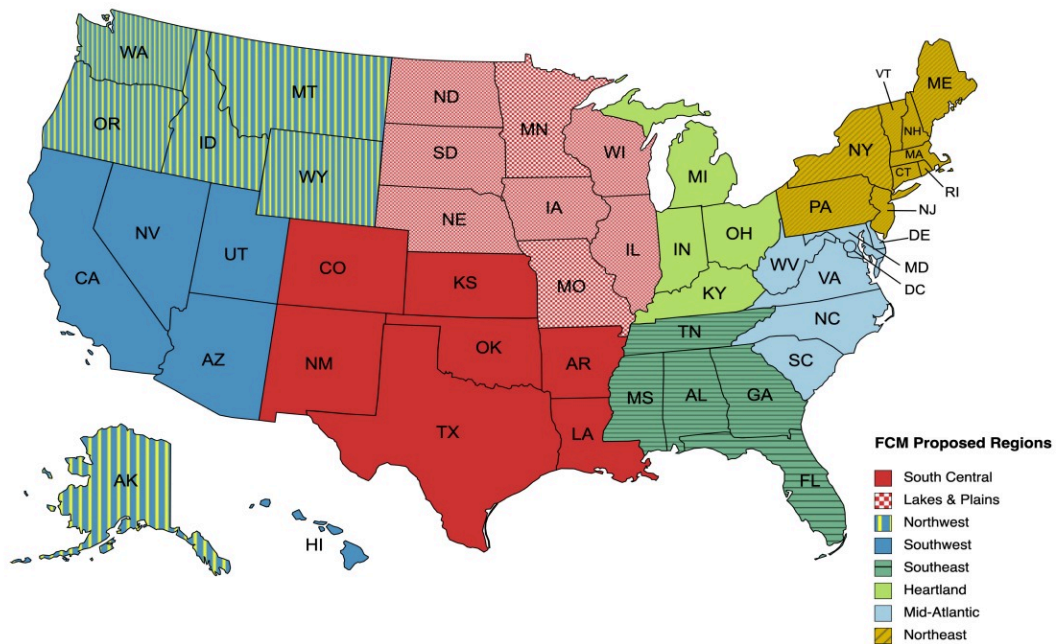 WA
MT
ND
MN
VT
ME
OR
ID
SD
WI
NH
NY
MA
WY
MI
CT
RI
NE
IA
PA
NJ
NV
UT
IL
IN
OH
DE
CA
CO
KS
MO
WV
VA
MD
KY
DC
AZ
NM
OK
AR
TN
NC
SC
TX
LA
MS
AL
GA
FL
AK
HI
FCM Proposed Regions
South Central
Lakes & Plains
Northwest
Southwest
Southeast
Heartland
Mid-Atlantic
Northeast